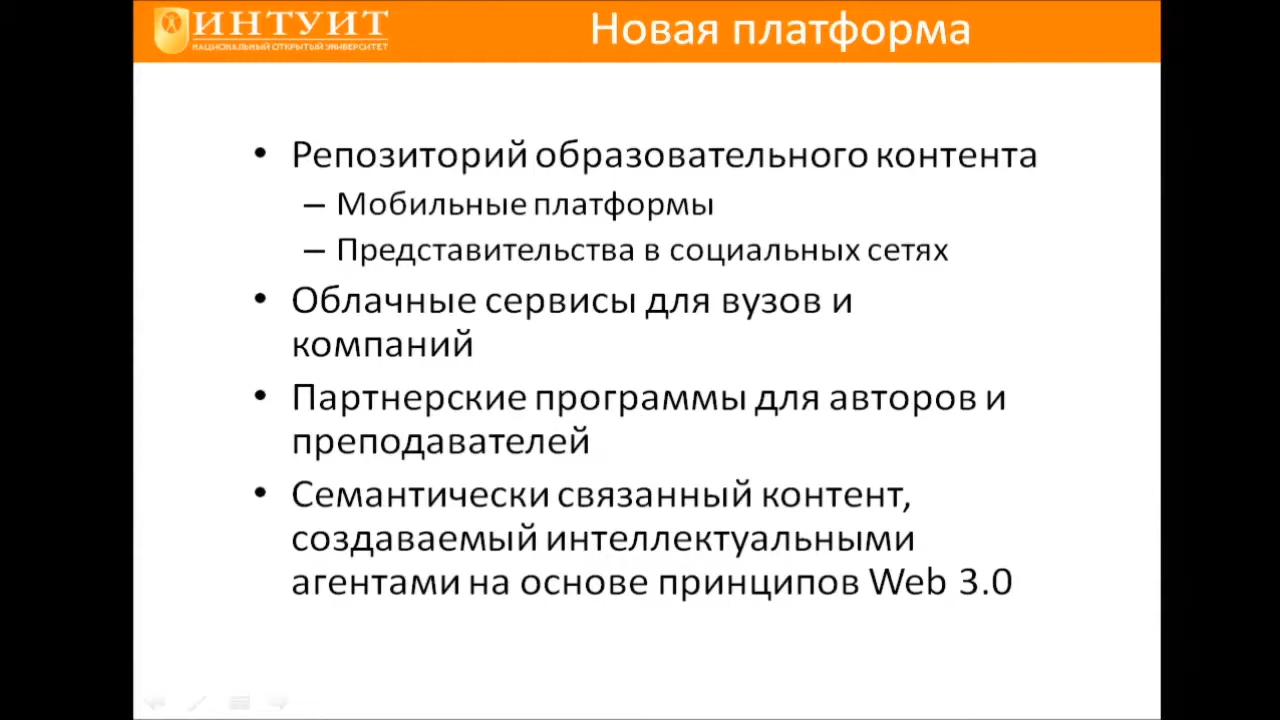 ИНТУИТ
НАЦИОНАЛЬНЫЙ ОТКРЫТЫЙ УНИВЕРСИТЕТ
Новая платформа
• Репозиторий образовательного контента
– Мобильные платформы
– Представительства в социальных сетях
• Облачные сервисы для вузов и
компаний
• Партнерские программы для авторов и
преподавателей
• Семантически связанный контент,
создаваемый интеллектуальными
агентами на основе принципов Web 3.0